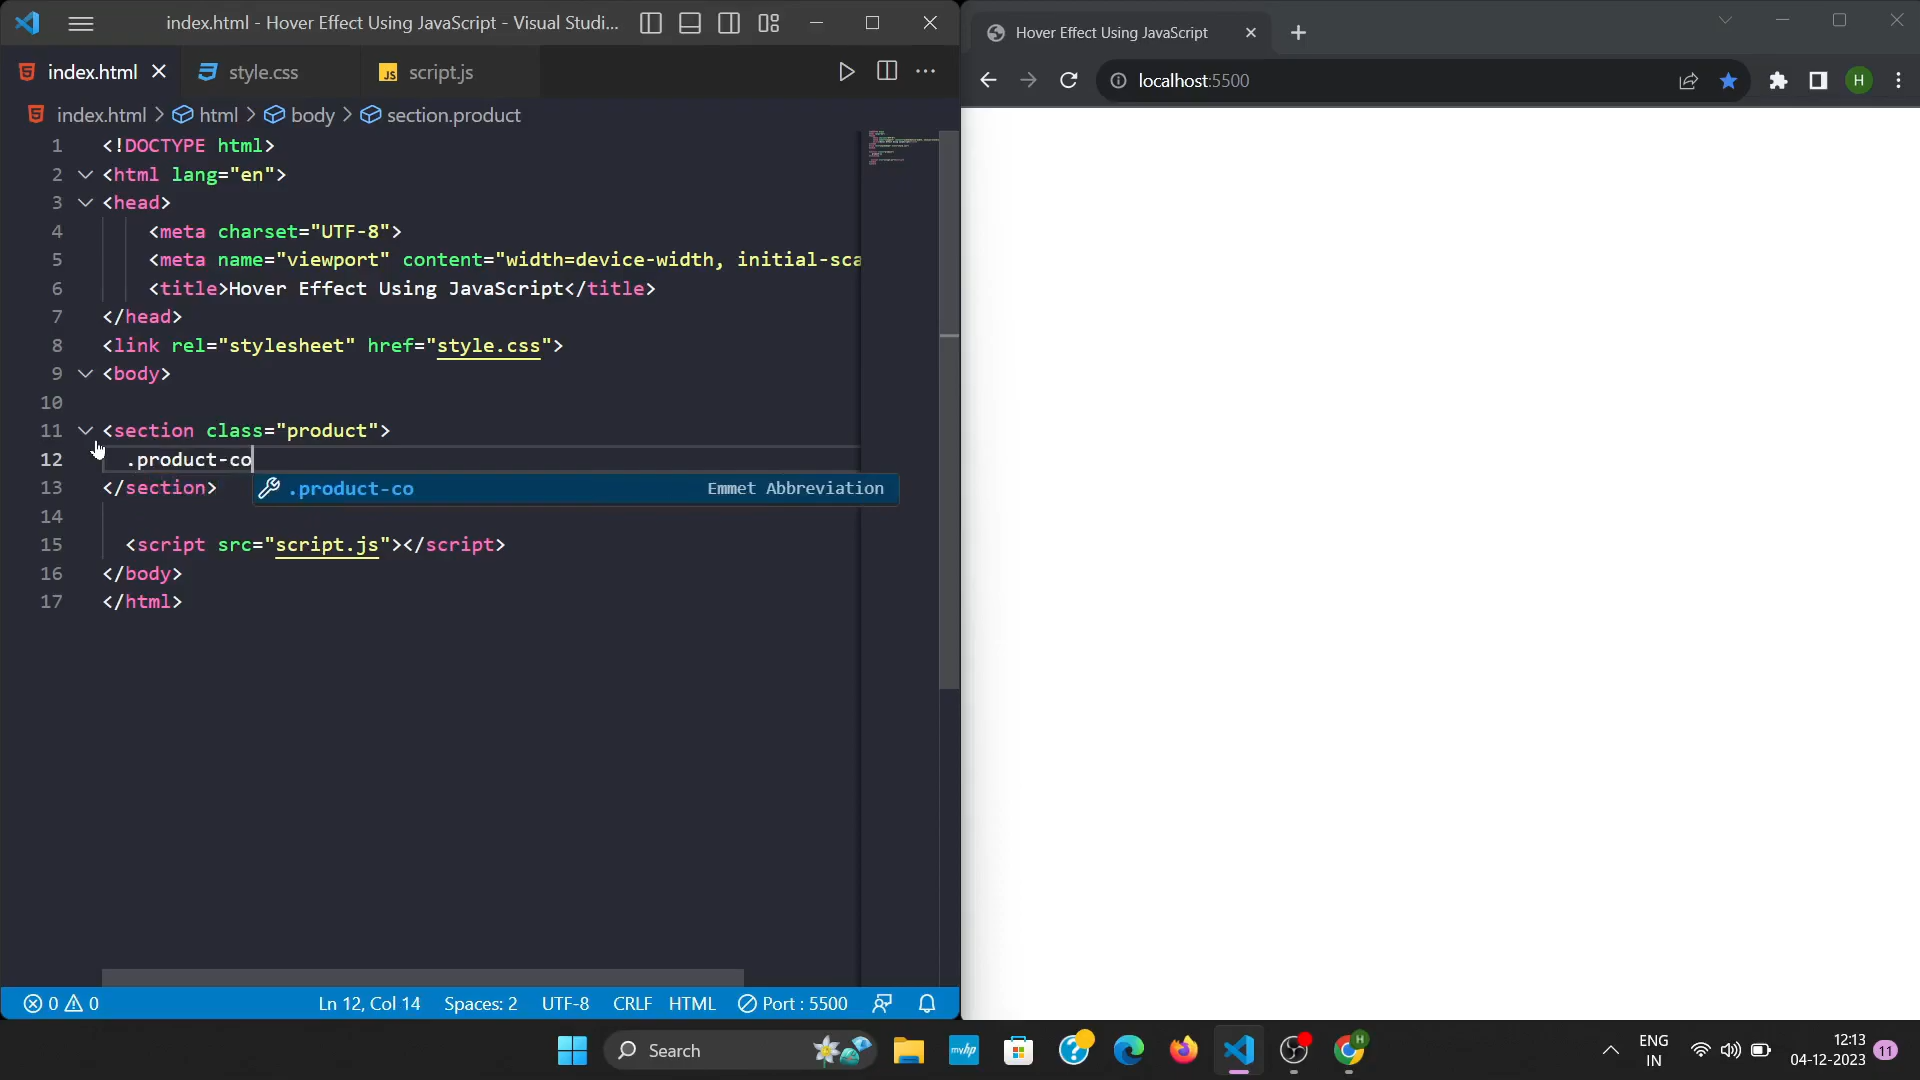 index.html - Hover Effect Using JavaScript - Visual Studi...
index.html
style.css
JS script.js
index.html > html > body > section.product
1 <!DOCTYPE html>
2 <html lang="en">
3 <head>
4 <meta charset="UTF-8">
5 <meta name="viewport" content="width=device-width, initial-sca
6 <title>Hover Effect Using JavaScript</title>
7 </head>
8 <link rel="stylesheet" href="style.css">
9 <body>
10
11 <section class="product">
12 .product-co
13 </section>
.product-co Emmet Abbreviation
14
15 <script src="script.js"></script>
16 </body>
17 </html>
0 0 Ln 12, Col 14 Spaces: 2 UTF-8 CRLF HTML Port : 5500
Hover Effect Using JavaScript
localhost:5500
H
Search
myhp
H
ENG
IN
12:13
04-12-2023
11